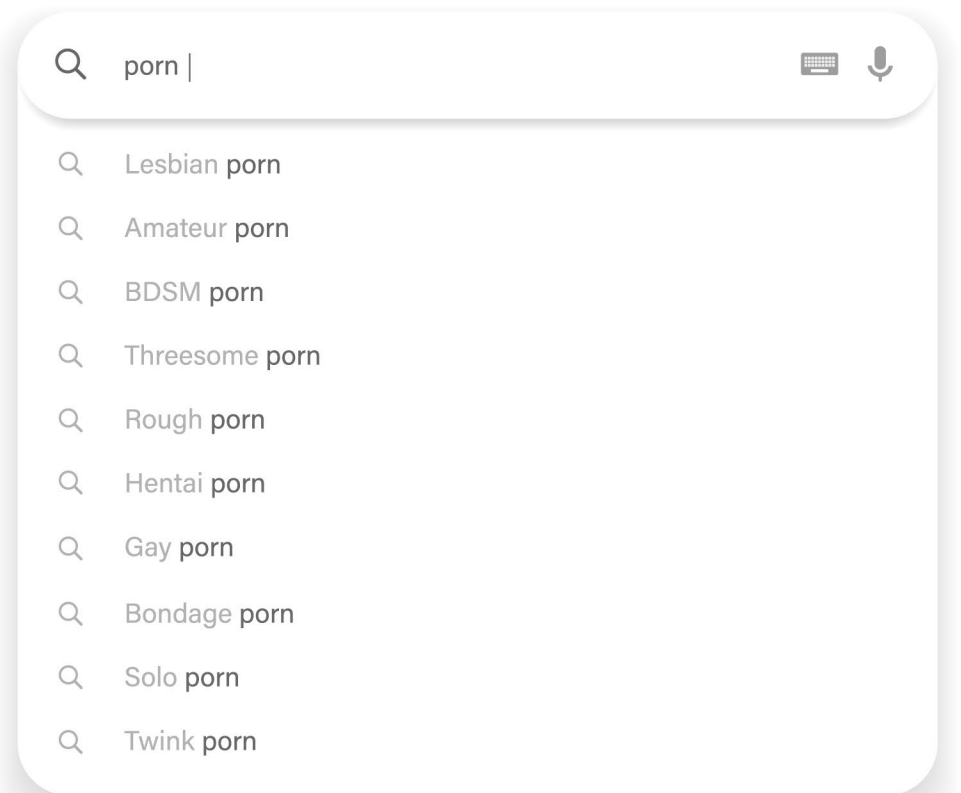 porn
Lesbian porn
Amateur porn
BDSM porn
Threesome porn
Rough porn
Hentai porn
Gay porn
Bondage porn
Solo porn
Twink porn